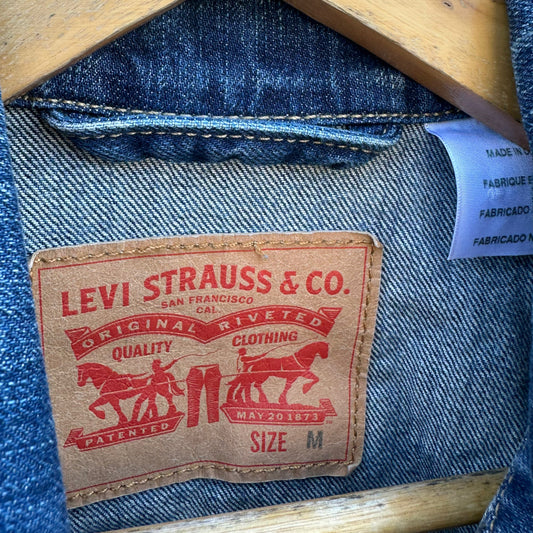 LEVI STRAUSS & CO.
SAN FRANCISCO
CAL
ORIGINAL RIVETED
QUALITY CLOTHING
PATENTED MAY 20 1873
SIZE M
MADE IN
FABRIQUE
FABRICADO
FABRICADO